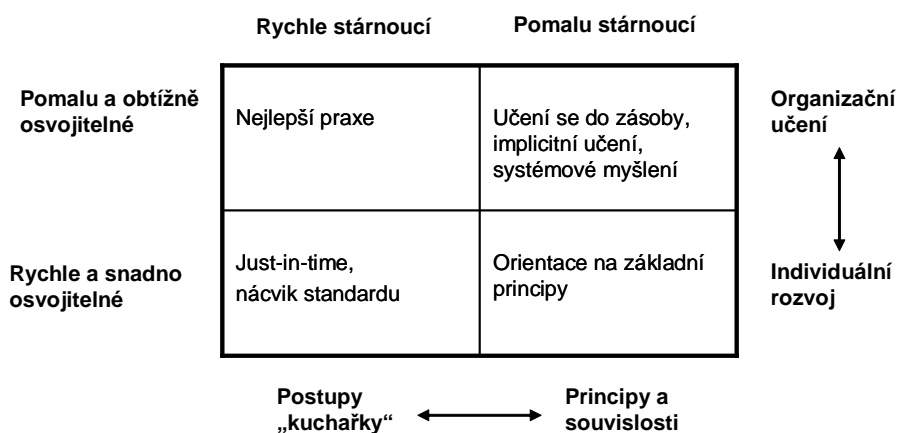 Rychle stárnoucí
Pomalu stárnoucí
Pomalu a obtížně
osvojitelné
Nejlepší praxe
Učení se do zásoby,
implicitní učení,
systémové myšlení
Organizační
učení
Rychle a snadno
osvojitelné
Just-in-time,
nácvik standardu
Orientace na základní
principy
Individuální
rozvoj
Postupy
„kuchařky“
Principy a
souvislosti